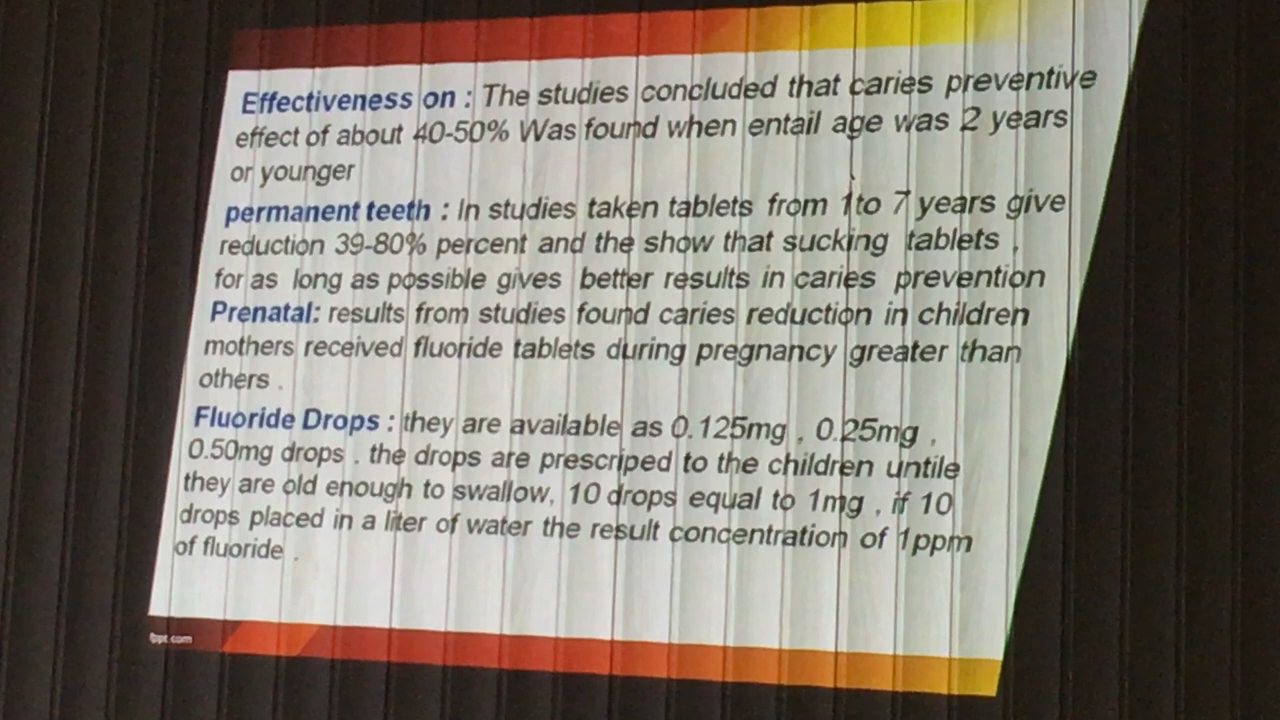 Effectiveness on : The studies concluded that caries preventive
effect of about 40-50% Was found when entail age was 2 years
or younger
permanent teeth : In studies taken tablets from 1to 7 years give
reduction 39-80% percent and the show that sucking tablets ,
for as long as possible gives better results in caries prevention
Prenatal: results from studies found caries reduction in children
mothers received fluoride tablets during pregnancy greater than
others .
Fluoride Drops : they are available as 0.125mg , 0.25mg ,
0.50mg drops . the drops are prescriped to the children untile
they are old enough to swallow, 10 drops equal to 1mg , if 10
drops placed in a liter of water the result concentration of 1ppm
of fluoride .
fppt.com